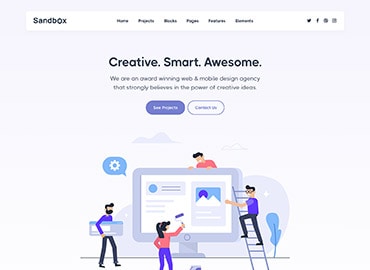 Sandbox
Home Projects Blocks Pages Features Elements
Creative. Smart. Awesome.
We are an award winning web & mobile design agency
that strongly believes in the power of creative ideas.
See Projects Contact Us